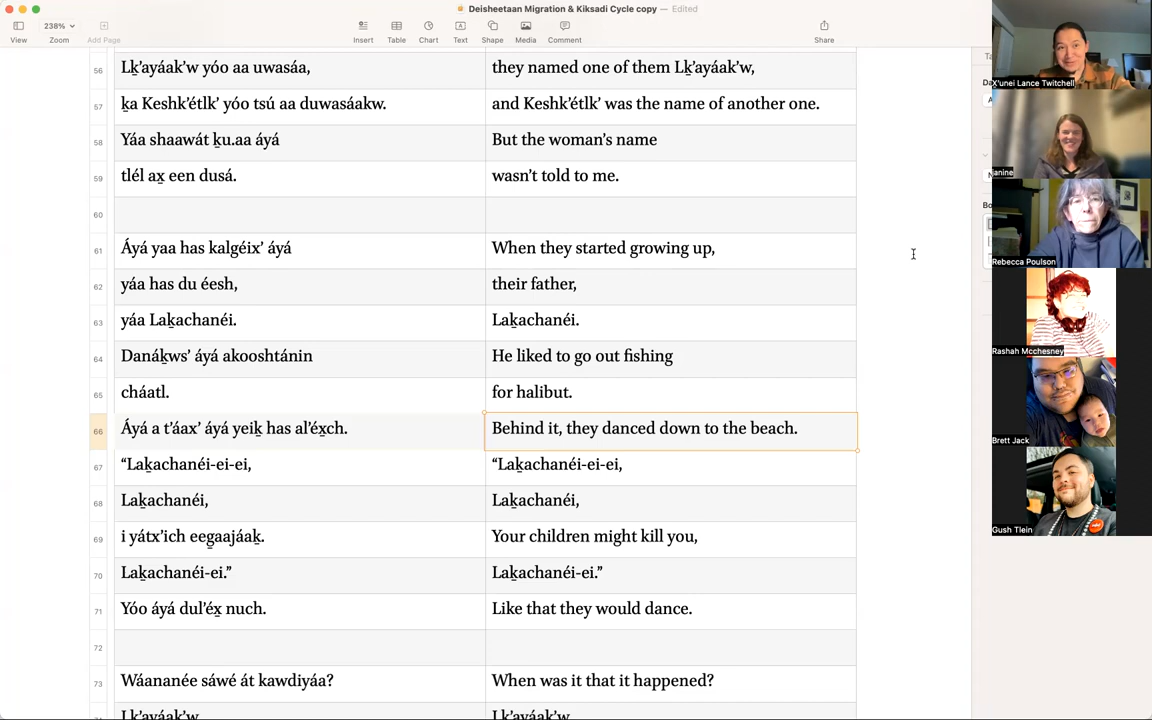 Deisheetaan Migration & Kiksadi Cycle copy — Edited
238%
View Zoom Add Page Insert Table Chart Text Shape Media Comment Share
56 Lḵ'ayáak'w yóo aa uwasáa, they named one of them Lḵ'ayáak'w,
57 ḵa Keshk'étlk' yóo tsú aa duwasáakw. and Keshk'étlk' was the name of another one.
58 Yáa shaawát ḵu.aa áyá But the woman's name
59 tlél ax̱ een dusá. wasn't told to me.
60
61 Áyá yaa has kalgéix' áyá When they started growing up,
62 yáa has du éesh, their father,
63 yáa Laḵachanéi. Laḵachanéi.
64 Danáḵws' áyá akooshtánin He liked to go out fishing
65 cháatl. for halibut.
66 Áyá a t'áax' áyá yeiḵ has al'éx̱ch. Behind it, they danced down to the beach.
67 “Laḵachanéi-ei-ei, “Laḵachanéi-ei-ei,
68 Laḵachanéi, Laḵachanéi,
69 i yátx'ich eeg̱aajáaḵ. Your children might kill you,
70 Laḵachanéi-ei.” Laḵachanéi-ei.”
71 Yóo áyá dul'éx̱ nuch. Like that they would dance.
72
73 Wáananée sáwé át kawdiyáa? When was it that it happened?
Lḵ'ayáak'w Lḵ'ayáak'w
X̱'unei Lance Twitchell
anine
Rebecca Poulson
Rashah Mcchesney
Brett Jack
Gush Tlein